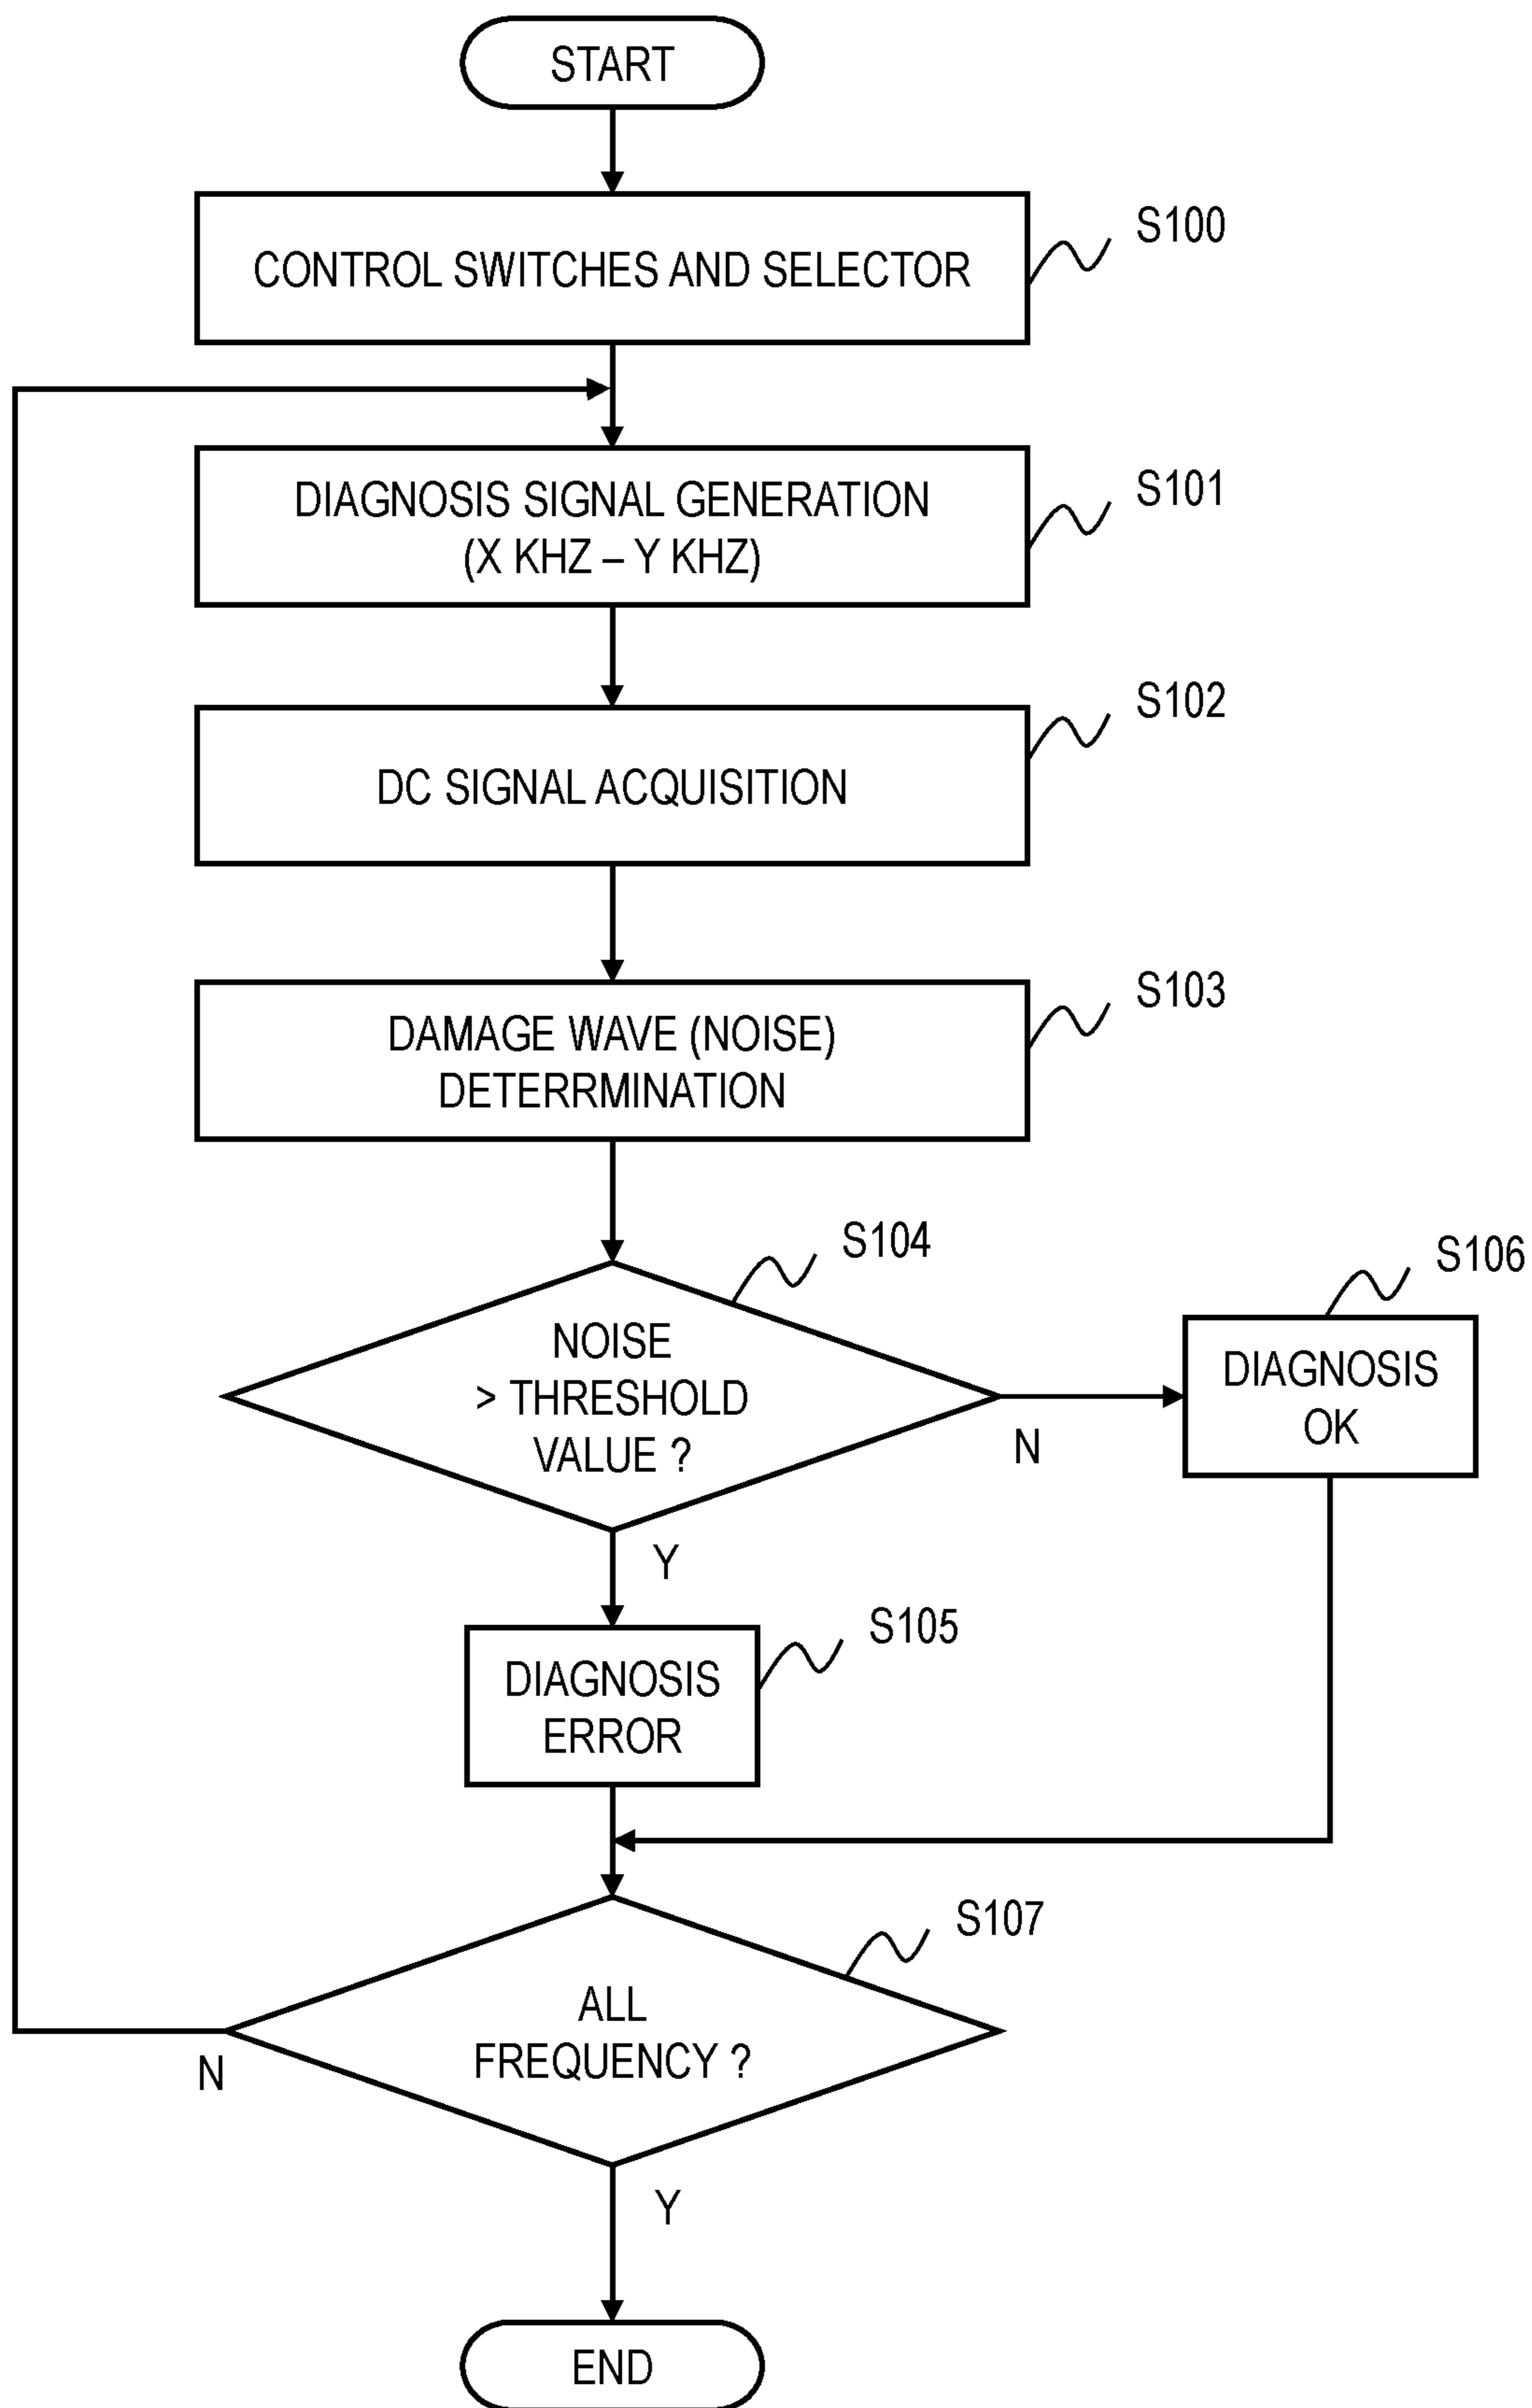 START
CONTROL SWITCHES AND SELECTOR
S100
DIAGNOSIS SIGNAL GENERATION
(X KHZ – Y KHZ)
S101
DC SIGNAL ACQUISITION
S102
DAMAGE WAVE (NOISE)
DETERRMINATION
S103
NOISE
> THRESHOLD
VALUE ?
S104
N
DIAGNOSIS
OK
S106
Y
DIAGNOSIS
ERROR
S105
ALL
FREQUENCY ?
S107
N
Y
END